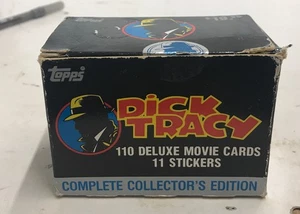 Topps
DICK
TRACY
110 DELUXE MOVIE CARDS
11 STICKERS
COMPLETE COLLECTOR'S EDITION